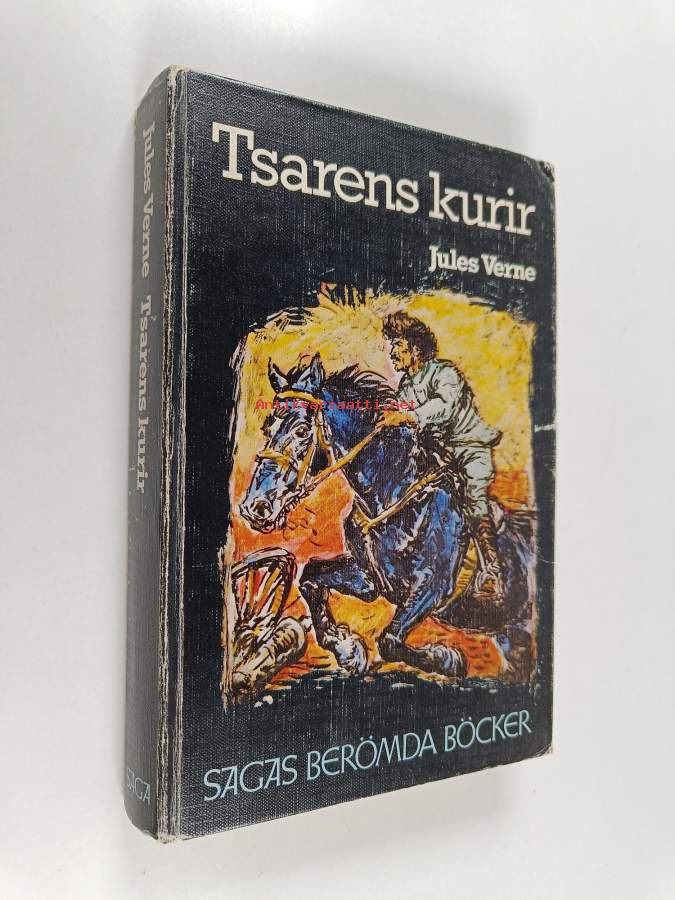 Tsarens kurir
Jules Verne
SAGAS BERÖMDA BÖCKER
Jules Verne Tsarens kurir
SAGA
Antikvariaatti.net